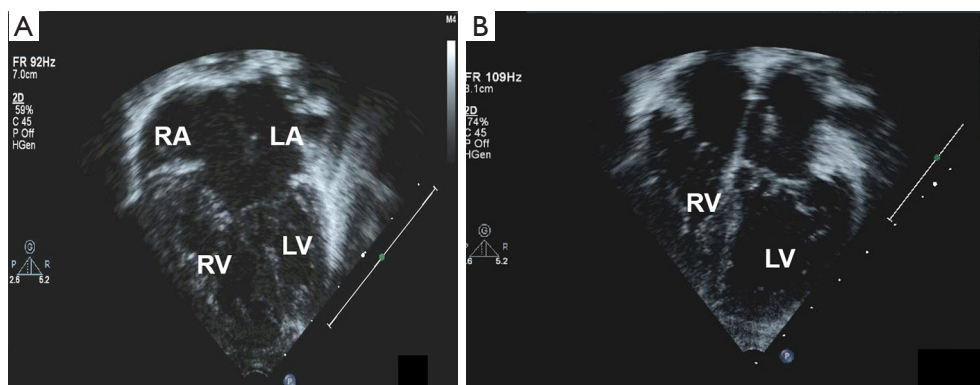 A
M4
FR 92Hz
7.0cm
2D
59%
C 45
P Off
HGen
RA
LA
RV
LV
G
P R
2.6 5.2
P
B
FR 109Hz
8.1cm
2D
74%
C 45
P Off
HGen
RV
LV
G
P R
2.6 5.2
P